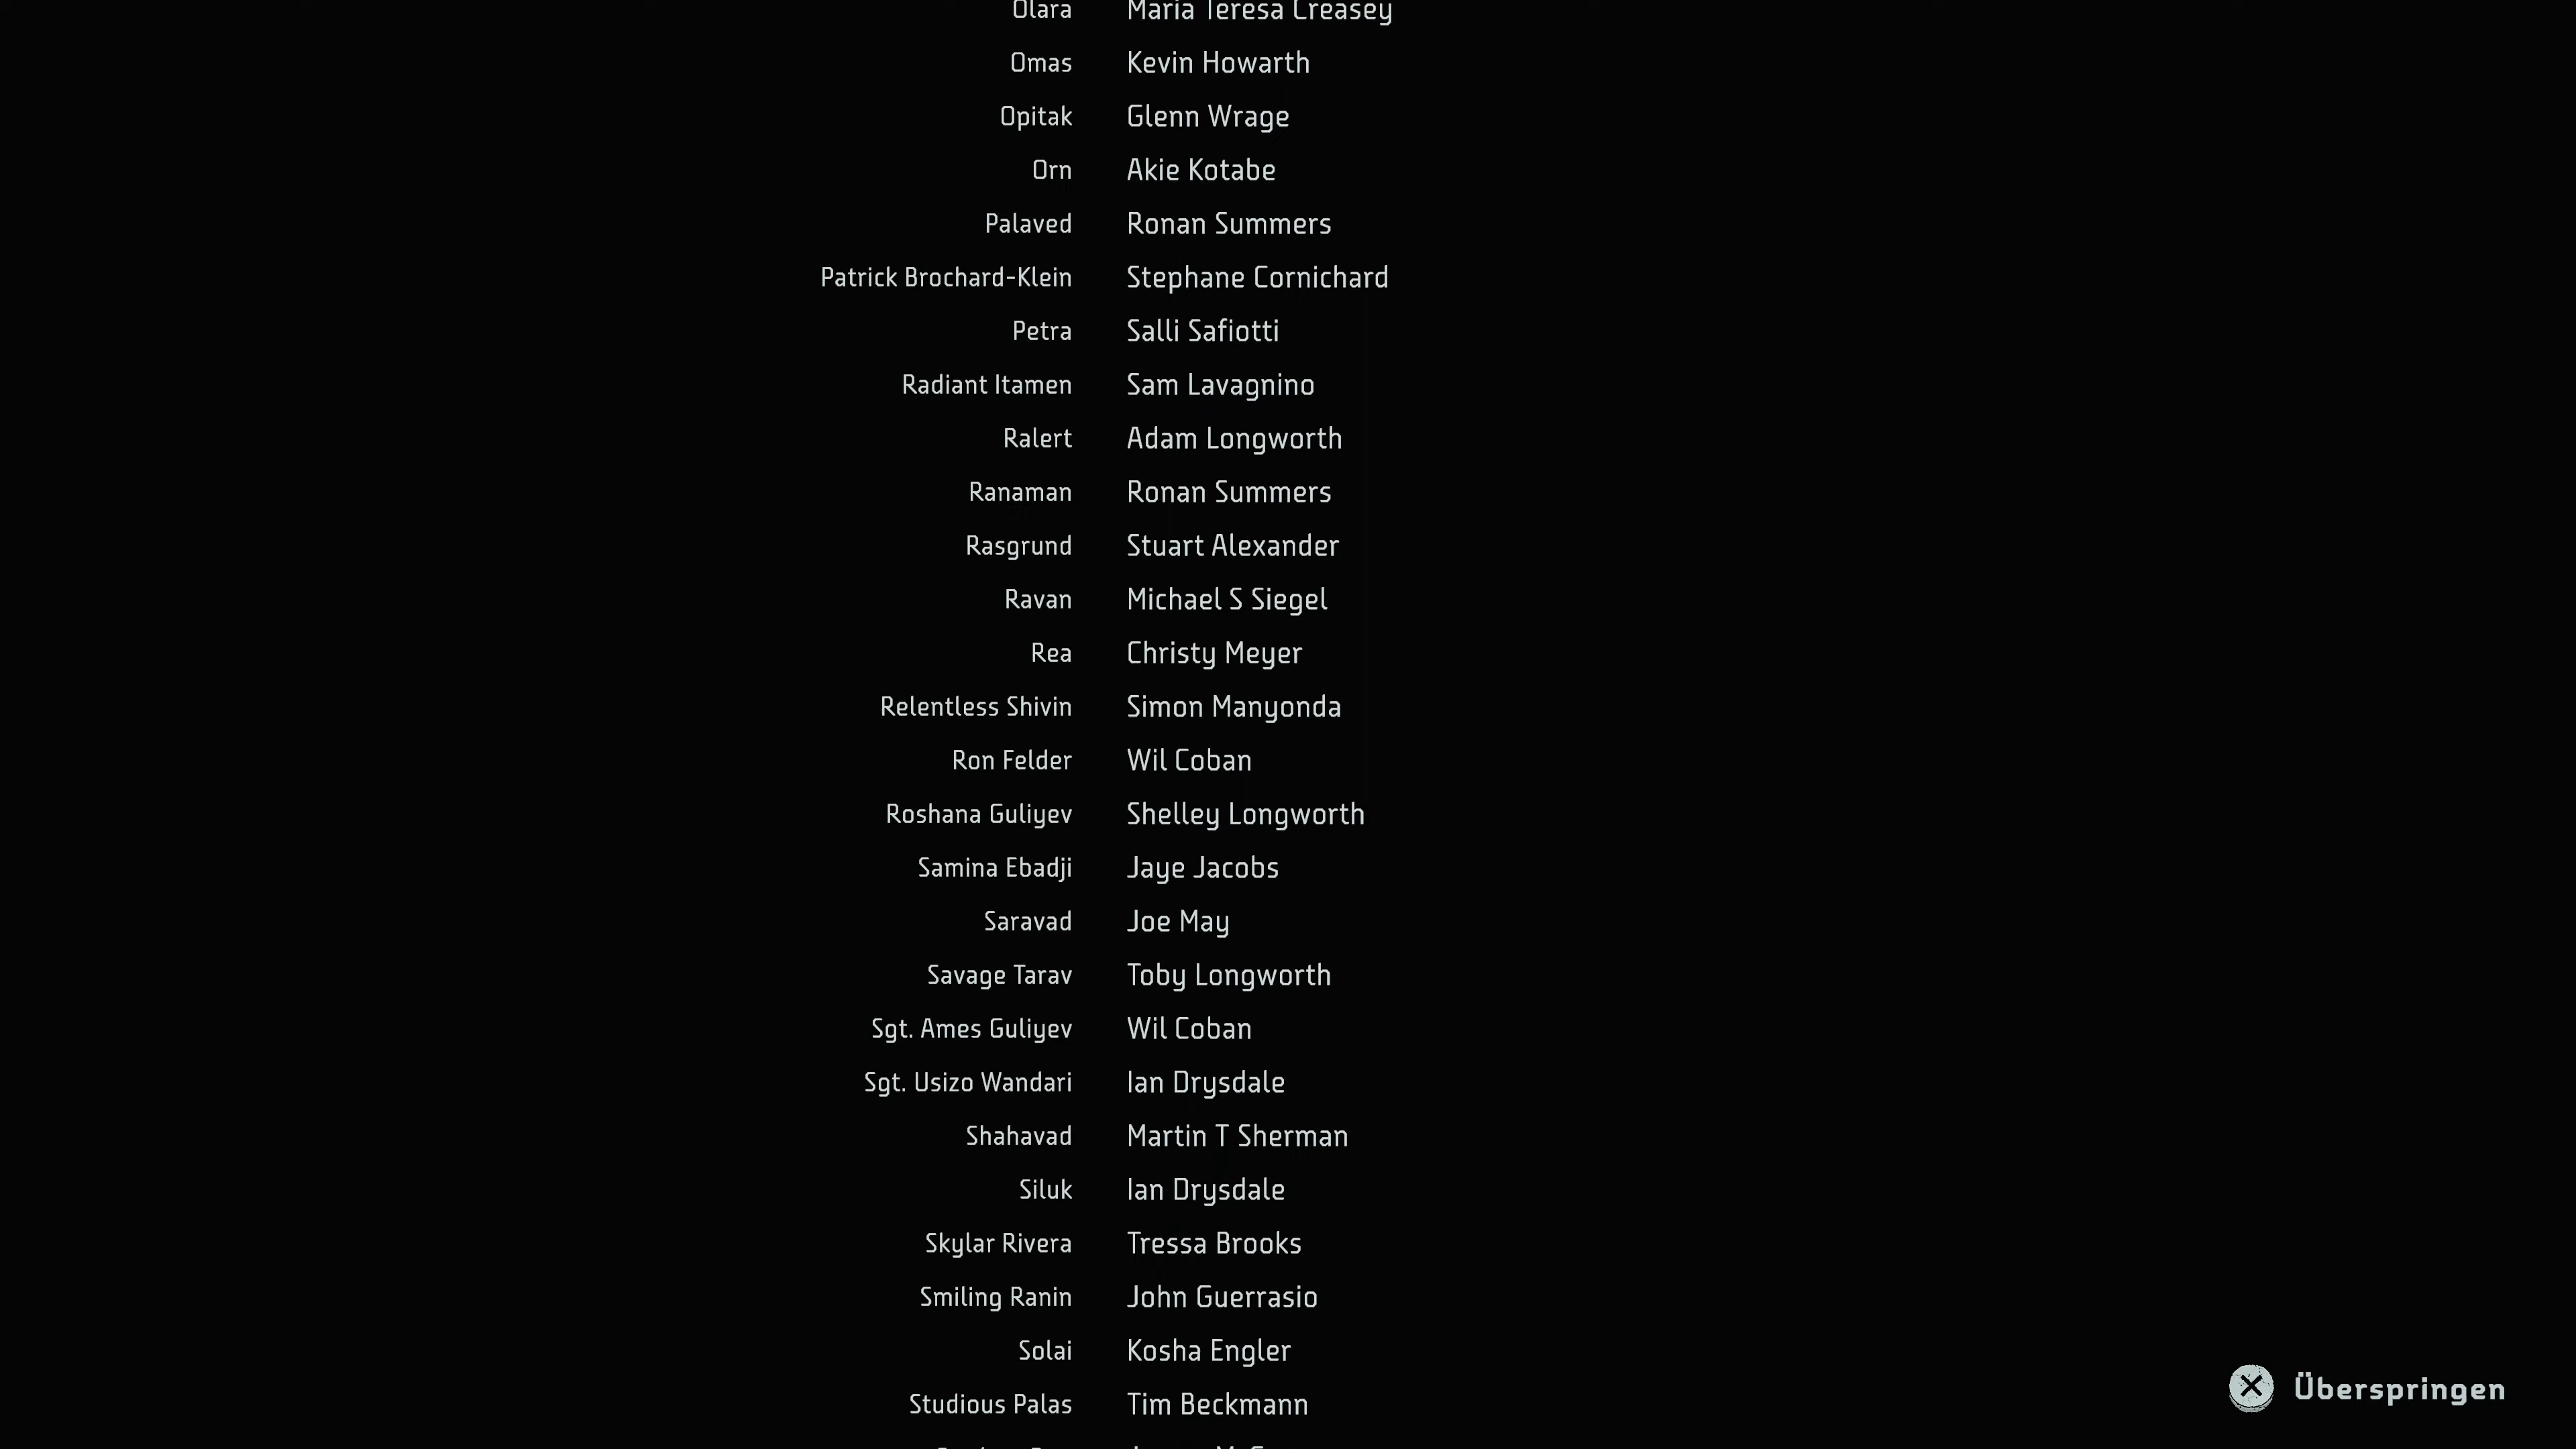 Olara Maria Teresa Creasey
Omas Kevin Howarth
Opitak Glenn Wrage
Orn Akie Kotabe
Palaved Ronan Summers
Patrick Brochard-Klein Stephane Cornichard
Petra Salli Safiotti
Radiant Itamen Sam Lavagnino
Ralert Adam Longworth
Ranaman Ronan Summers
Rasgrund Stuart Alexander
Ravan Michael S Siegel
Rea Christy Meyer
Relentless Shivin Simon Manyonda
Ron Felder Wil Coban
Roshana Guliyev Shelley Longworth
Samina Ebadji Jaye Jacobs
Saravad Joe May
Savage Tarav Toby Longworth
Sgt. Ames Guliyev Wil Coban
Sgt. Usizo Wandari Ian Drysdale
Shahavad Martin T Sherman
Siluk Ian Drysdale
Skylar Rivera Tressa Brooks
Smiling Ranin John Guerrasio
Solai Kosha Engler
Studious Palas Tim Beckmann
Überspringen